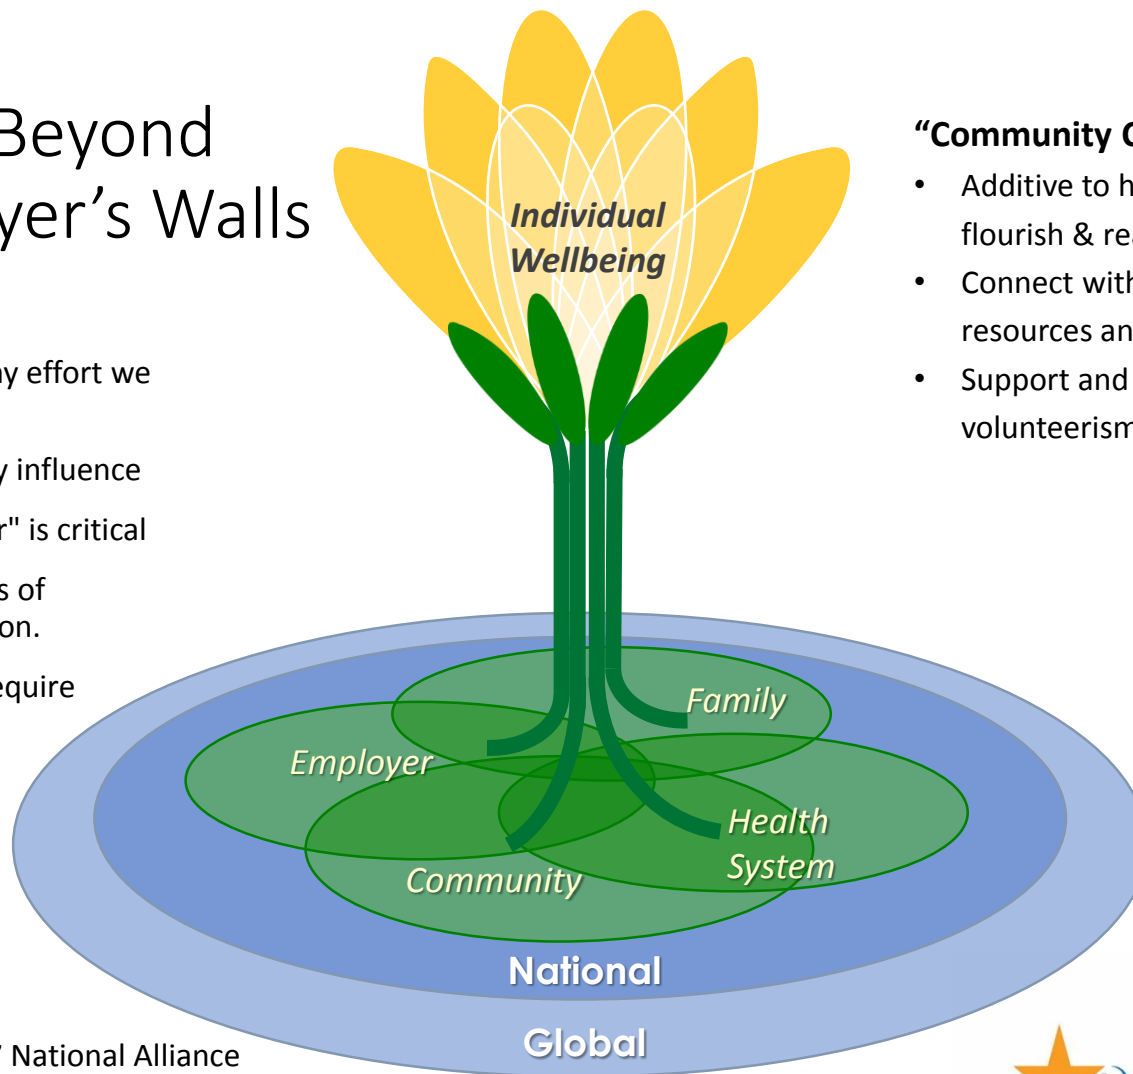 Beyond
yer’s Walls
ny effort we
y influence
r" is critical
s of
on.
equire
Individual
Wellbeing
“Community C
• Additive to h
flourish & rea
• Connect with
resources an
• Support and
volunteerism
Family
Employer
Health
System
Community
National
Global
’ National Alliance